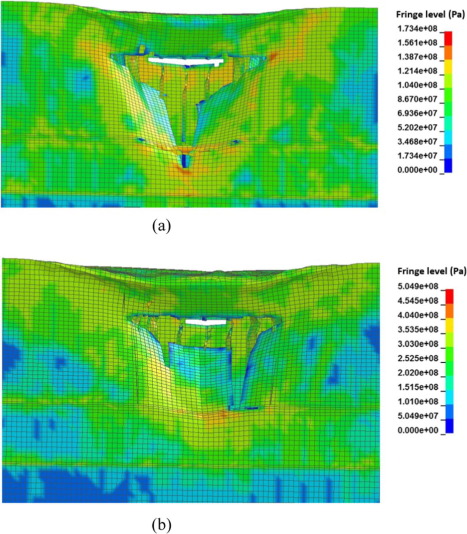 Fringe level (Pa)
1.734e+08
1.561e+08
1.387e+08
1.214e+08
1.040e+08
8.670e+07
6.936e+07
5.202e+07
3.468e+07
1.734e+07
0.000e+00
(a)
Fringe level (Pa)
5.049e+08
4.545e+08
4.040e+08
3.535e+08
3.030e+08
2.525e+08
2.020e+08
1.515e+08
1.010e+08
5.049e+07
0.000e+00
(b)